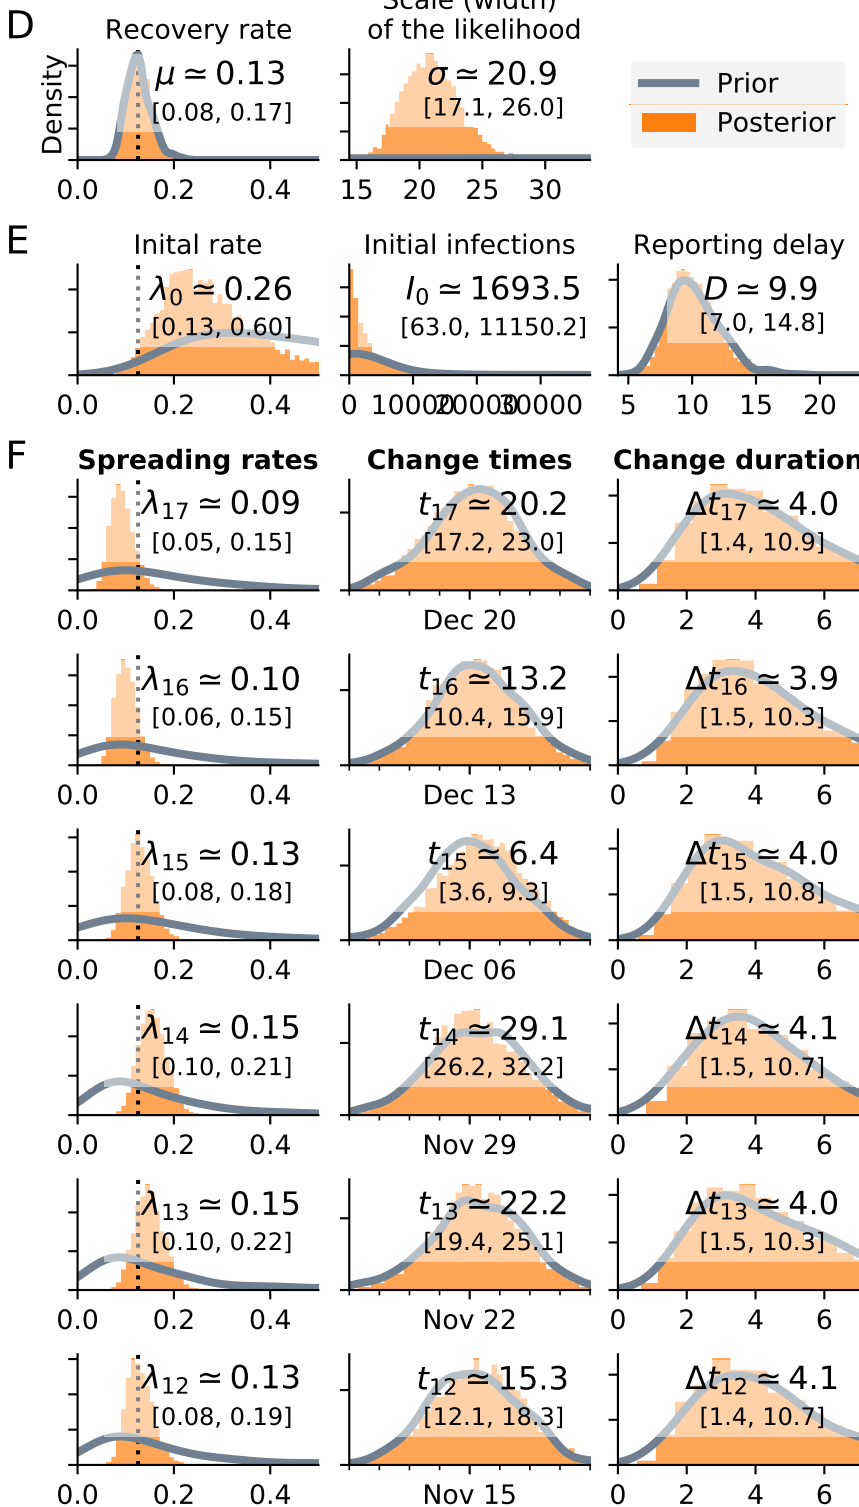 D
Recovery rate
Scale (width)
of the likelihood
Density
μ ≃ 0.13
[0.08, 0.17]
σ ≃ 20.9
[17.1, 26.0]
Prior
Posterior
0.0 0.2 0.4
15 20 25 30
E
Inital rate
Initial infections
Reporting delay
λ0 ≃ 0.26
[0.13, 0.60]
I0 ≃ 1693.5
[63.0, 11150.2]
D ≃ 9.9
[7.0, 14.8]
0.0 0.2 0.4
0 10000 20000 30000
5 10 15 20
F
Spreading rates
Change times
Change duration
λ17 ≃ 0.09
[0.05, 0.15]
t17 ≃ 20.2
[17.2, 23.0]
Δt17 ≃ 4.0
[1.4, 10.9]
0.0 0.2 0.4
Dec 20
0 2 4 6
λ16 ≃ 0.10
[0.06, 0.15]
t16 ≃ 13.2
[10.4, 15.9]
Δt16 ≃ 3.9
[1.5, 10.3]
0.0 0.2 0.4
Dec 13
0 2 4 6
λ15 ≃ 0.13
[0.08, 0.18]
t15 ≃ 6.4
[3.6, 9.3]
Δt15 ≃ 4.0
[1.5, 10.8]
0.0 0.2 0.4
Dec 06
0 2 4 6
λ14 ≃ 0.15
[0.10, 0.21]
t14 ≃ 29.1
[26.2, 32.2]
Δt14 ≃ 4.1
[1.5, 10.7]
0.0 0.2 0.4
Nov 29
0 2 4 6
λ13 ≃ 0.15
[0.10, 0.22]
t13 ≃ 22.2
[19.4, 25.1]
Δt13 ≃ 4.0
[1.5, 10.3]
0.0 0.2 0.4
Nov 22
0 2 4 6
λ12 ≃ 0.13
[0.08, 0.19]
t12 ≃ 15.3
[12.1, 18.3]
Δt12 ≃ 4.1
[1.4, 10.7]
0.0 0.2 0.4
Nov 15
0 2 4 6